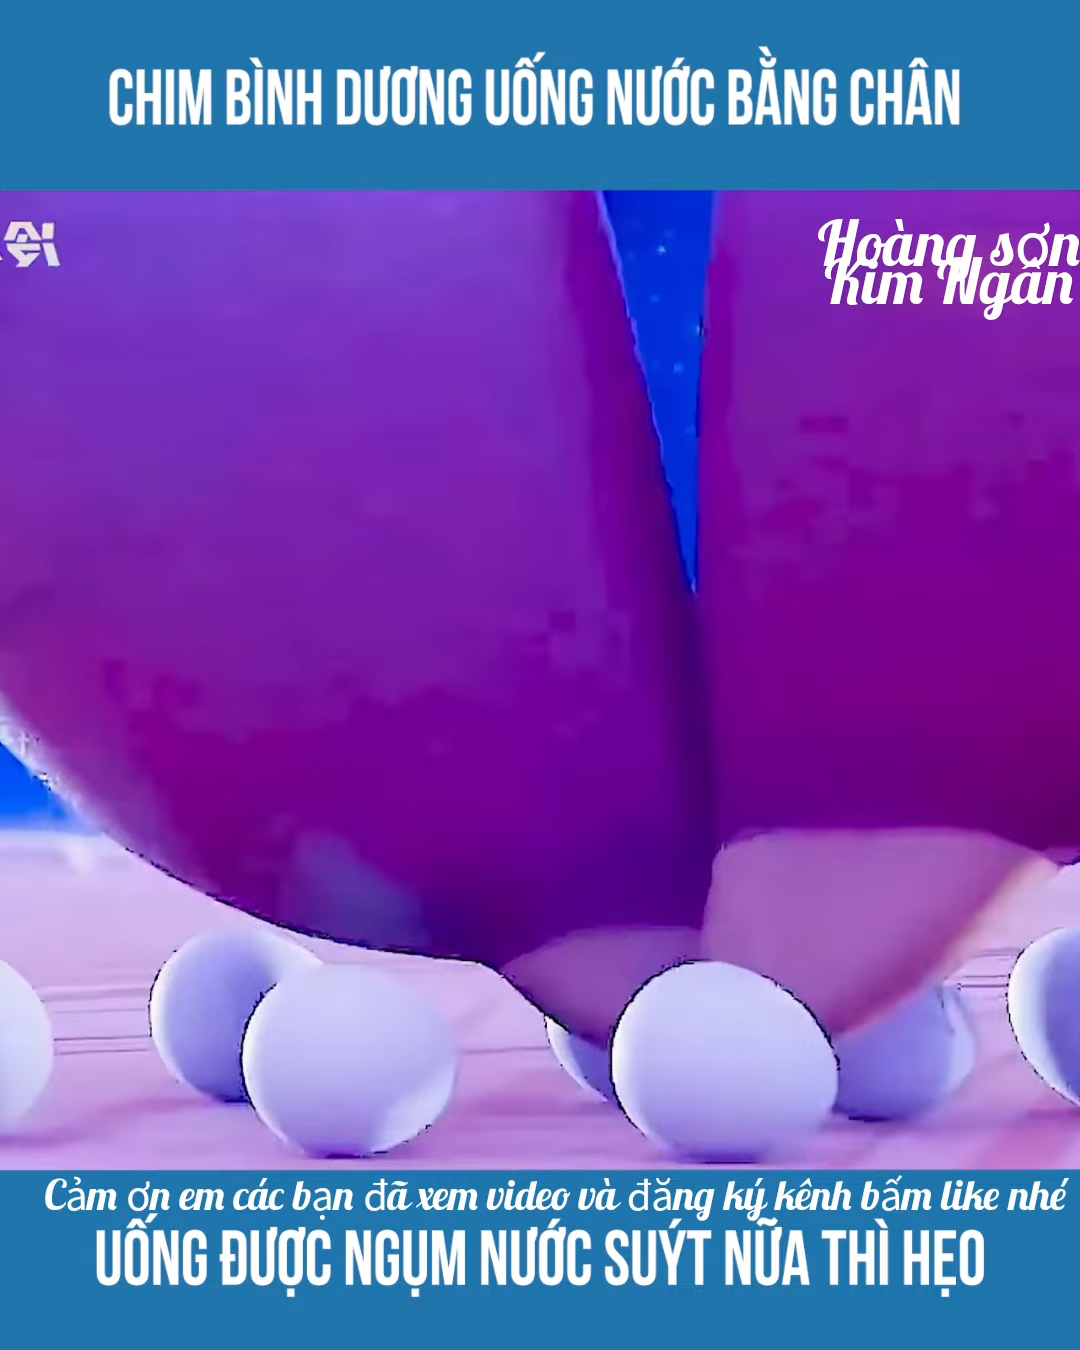 CHIM BÌNH DƯƠNG UỐNG NƯỚC BẰNG CHÂN
Hoàng sơn
Kim Ngân
Cảm ơn em các bạn đã xem video và đăng ký kênh bấm like nhé
UỐNG ĐƯỢC NGỤM NƯỚC SUÝT NỮA THÌ HẸO